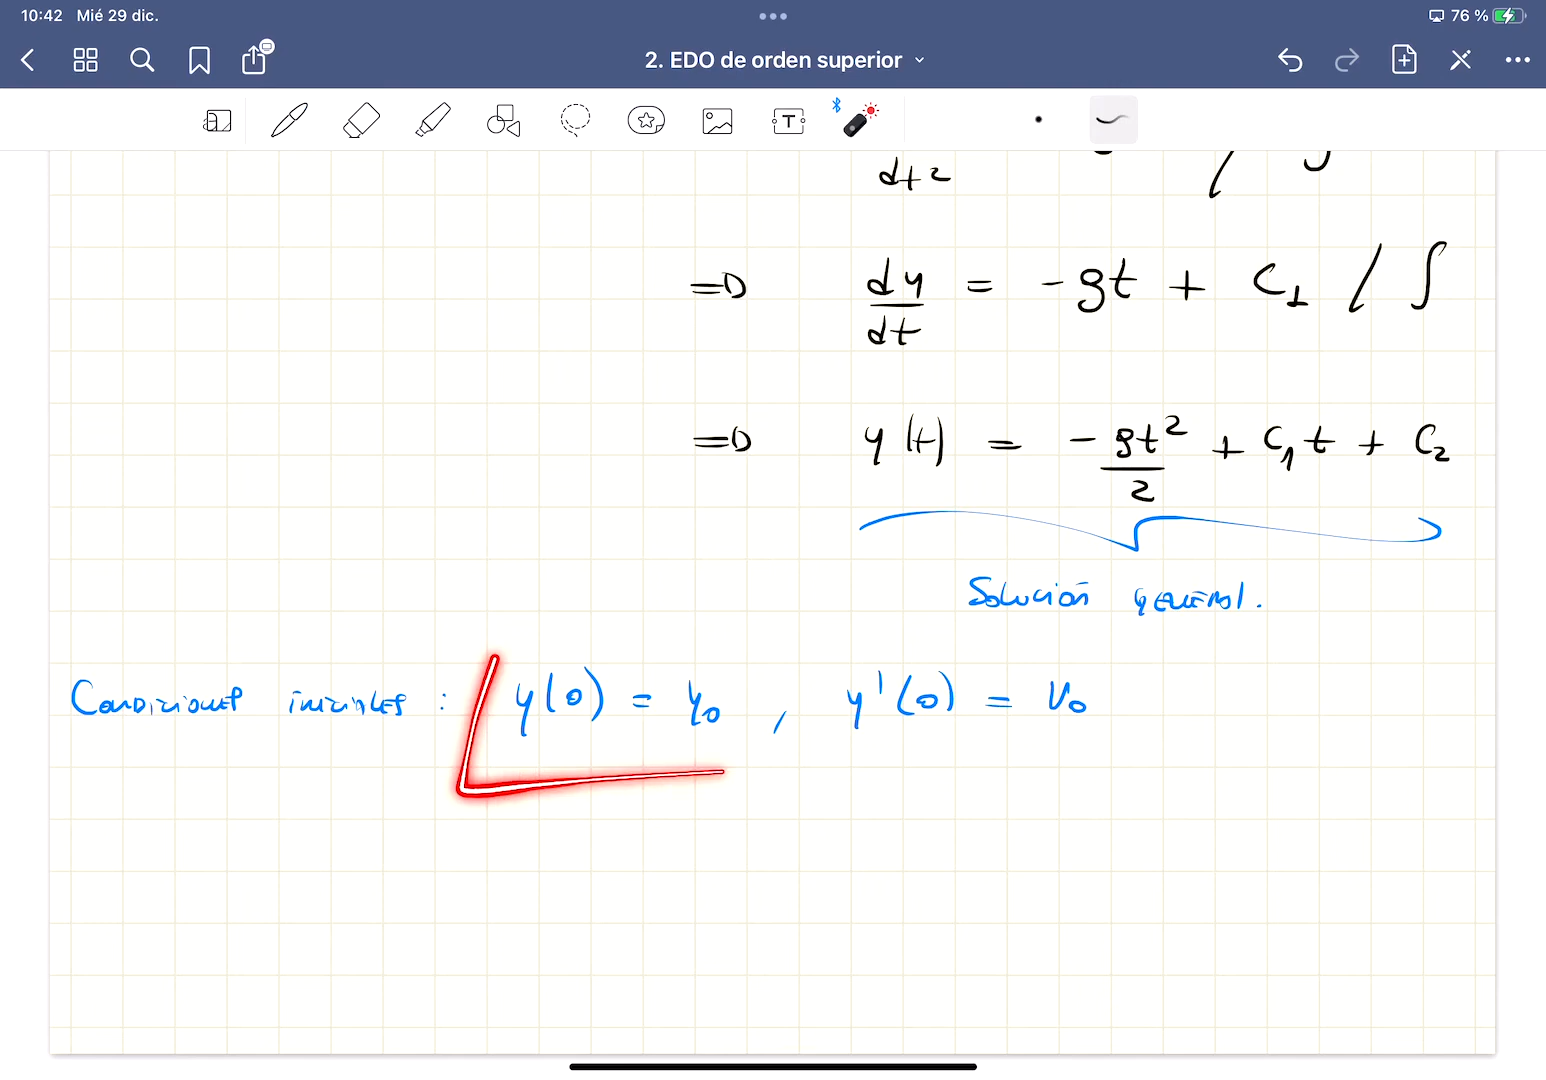 10:42 Mié 29 dic. 76 %
2. EDO de orden superior
dt2
=D dy/dt = -gt + C1 / ∫
=D y(t) = -gt²/2 + C1t + C2
Solución general.
Condiciones iniciales : y(0) = y0 , y'(0) = v0